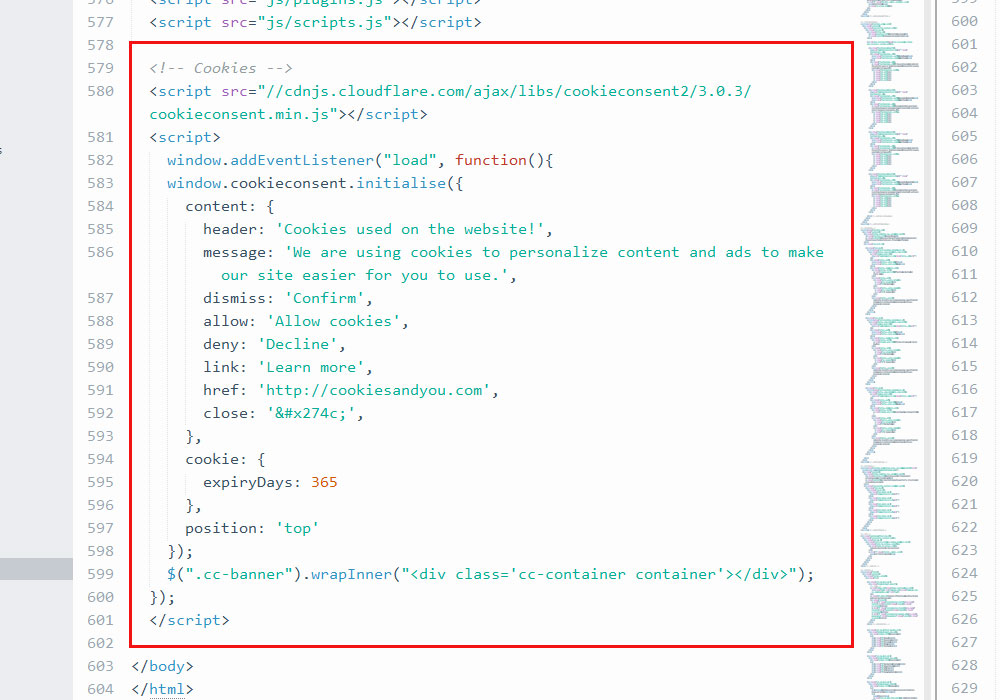 576 <script src="js/plugins.js"></script>
577 <script src="js/scripts.js"></script>
578
579 <!-- Cookies -->
580 <script src="//cdnjs.cloudflare.com/ajax/libs/cookieconsent2/3.0.3/
cookieconsent.min.js"></script>
581 <script>
582 window.addEventListener("load", function(){
583 window.cookieconsent.initialise({
584 content: {
585 header: 'Cookies used on the website!',
586 message: 'We are using cookies to personalize content and ads to make
our site easier for you to use.',
587 dismiss: 'Confirm',
588 allow: 'Allow cookies',
589 deny: 'Decline',
590 link: 'Learn more',
591 href: 'http://cookiesandyou.com',
592 close: '&#x274c;',
593 },
594 cookie: {
595 expiryDays: 365
596 },
597 position: 'top'
598 });
599 $(".cc-banner").wrapInner("<div class='cc-container container'></div>");
600 });
601 </script>
602
603 </body>
604 </html>
599
600
601
602
603
604
605
606
607
608
609
610
611
612
613
614
615
616
617
618
619
620
621
622
623
624
625
626
627
628
629